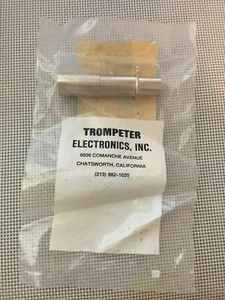 TROMPETER
ELECTRONICS, INC.
8936 COMANCHE AVENUE
CHATSWORTH, CALIFORNIA
(213) 882-1020